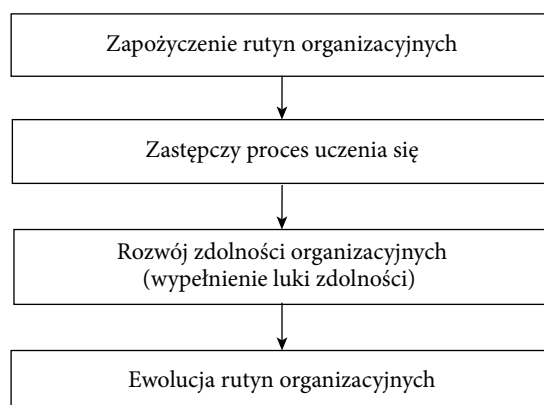 Zapożyczenie rutyn organizacyjnych
Zastępczy proces uczenia się
Rozwój zdolności organizacyjnych
(wypełnienie luki zdolności)
Ewolucja rutyn organizacyjnych